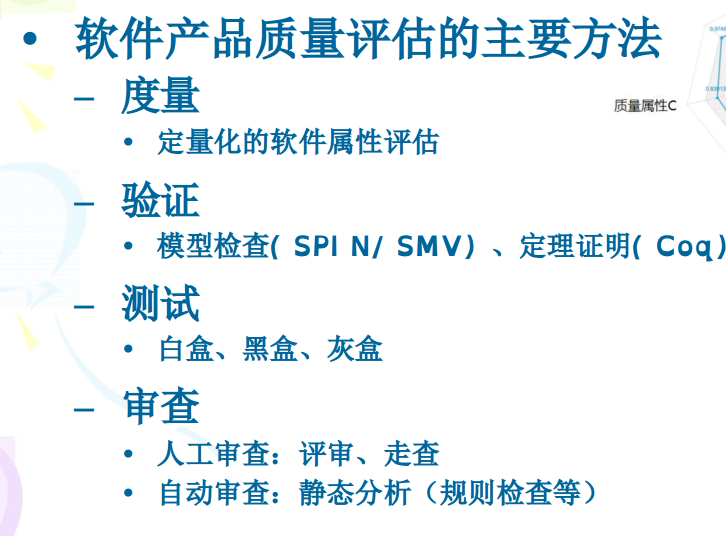 • 软件产品质量评估的主要方法
– 度量
质量属性C
• 定量化的软件属性评估
– 验证
• 模型检查( SPI N/ SMV) 、定理证明( Coq)
– 测试
• 白盒、黑盒、灰盒
– 审查
• 人工审查：评审、走查
• 自动审查：静态分析（规则检查等）